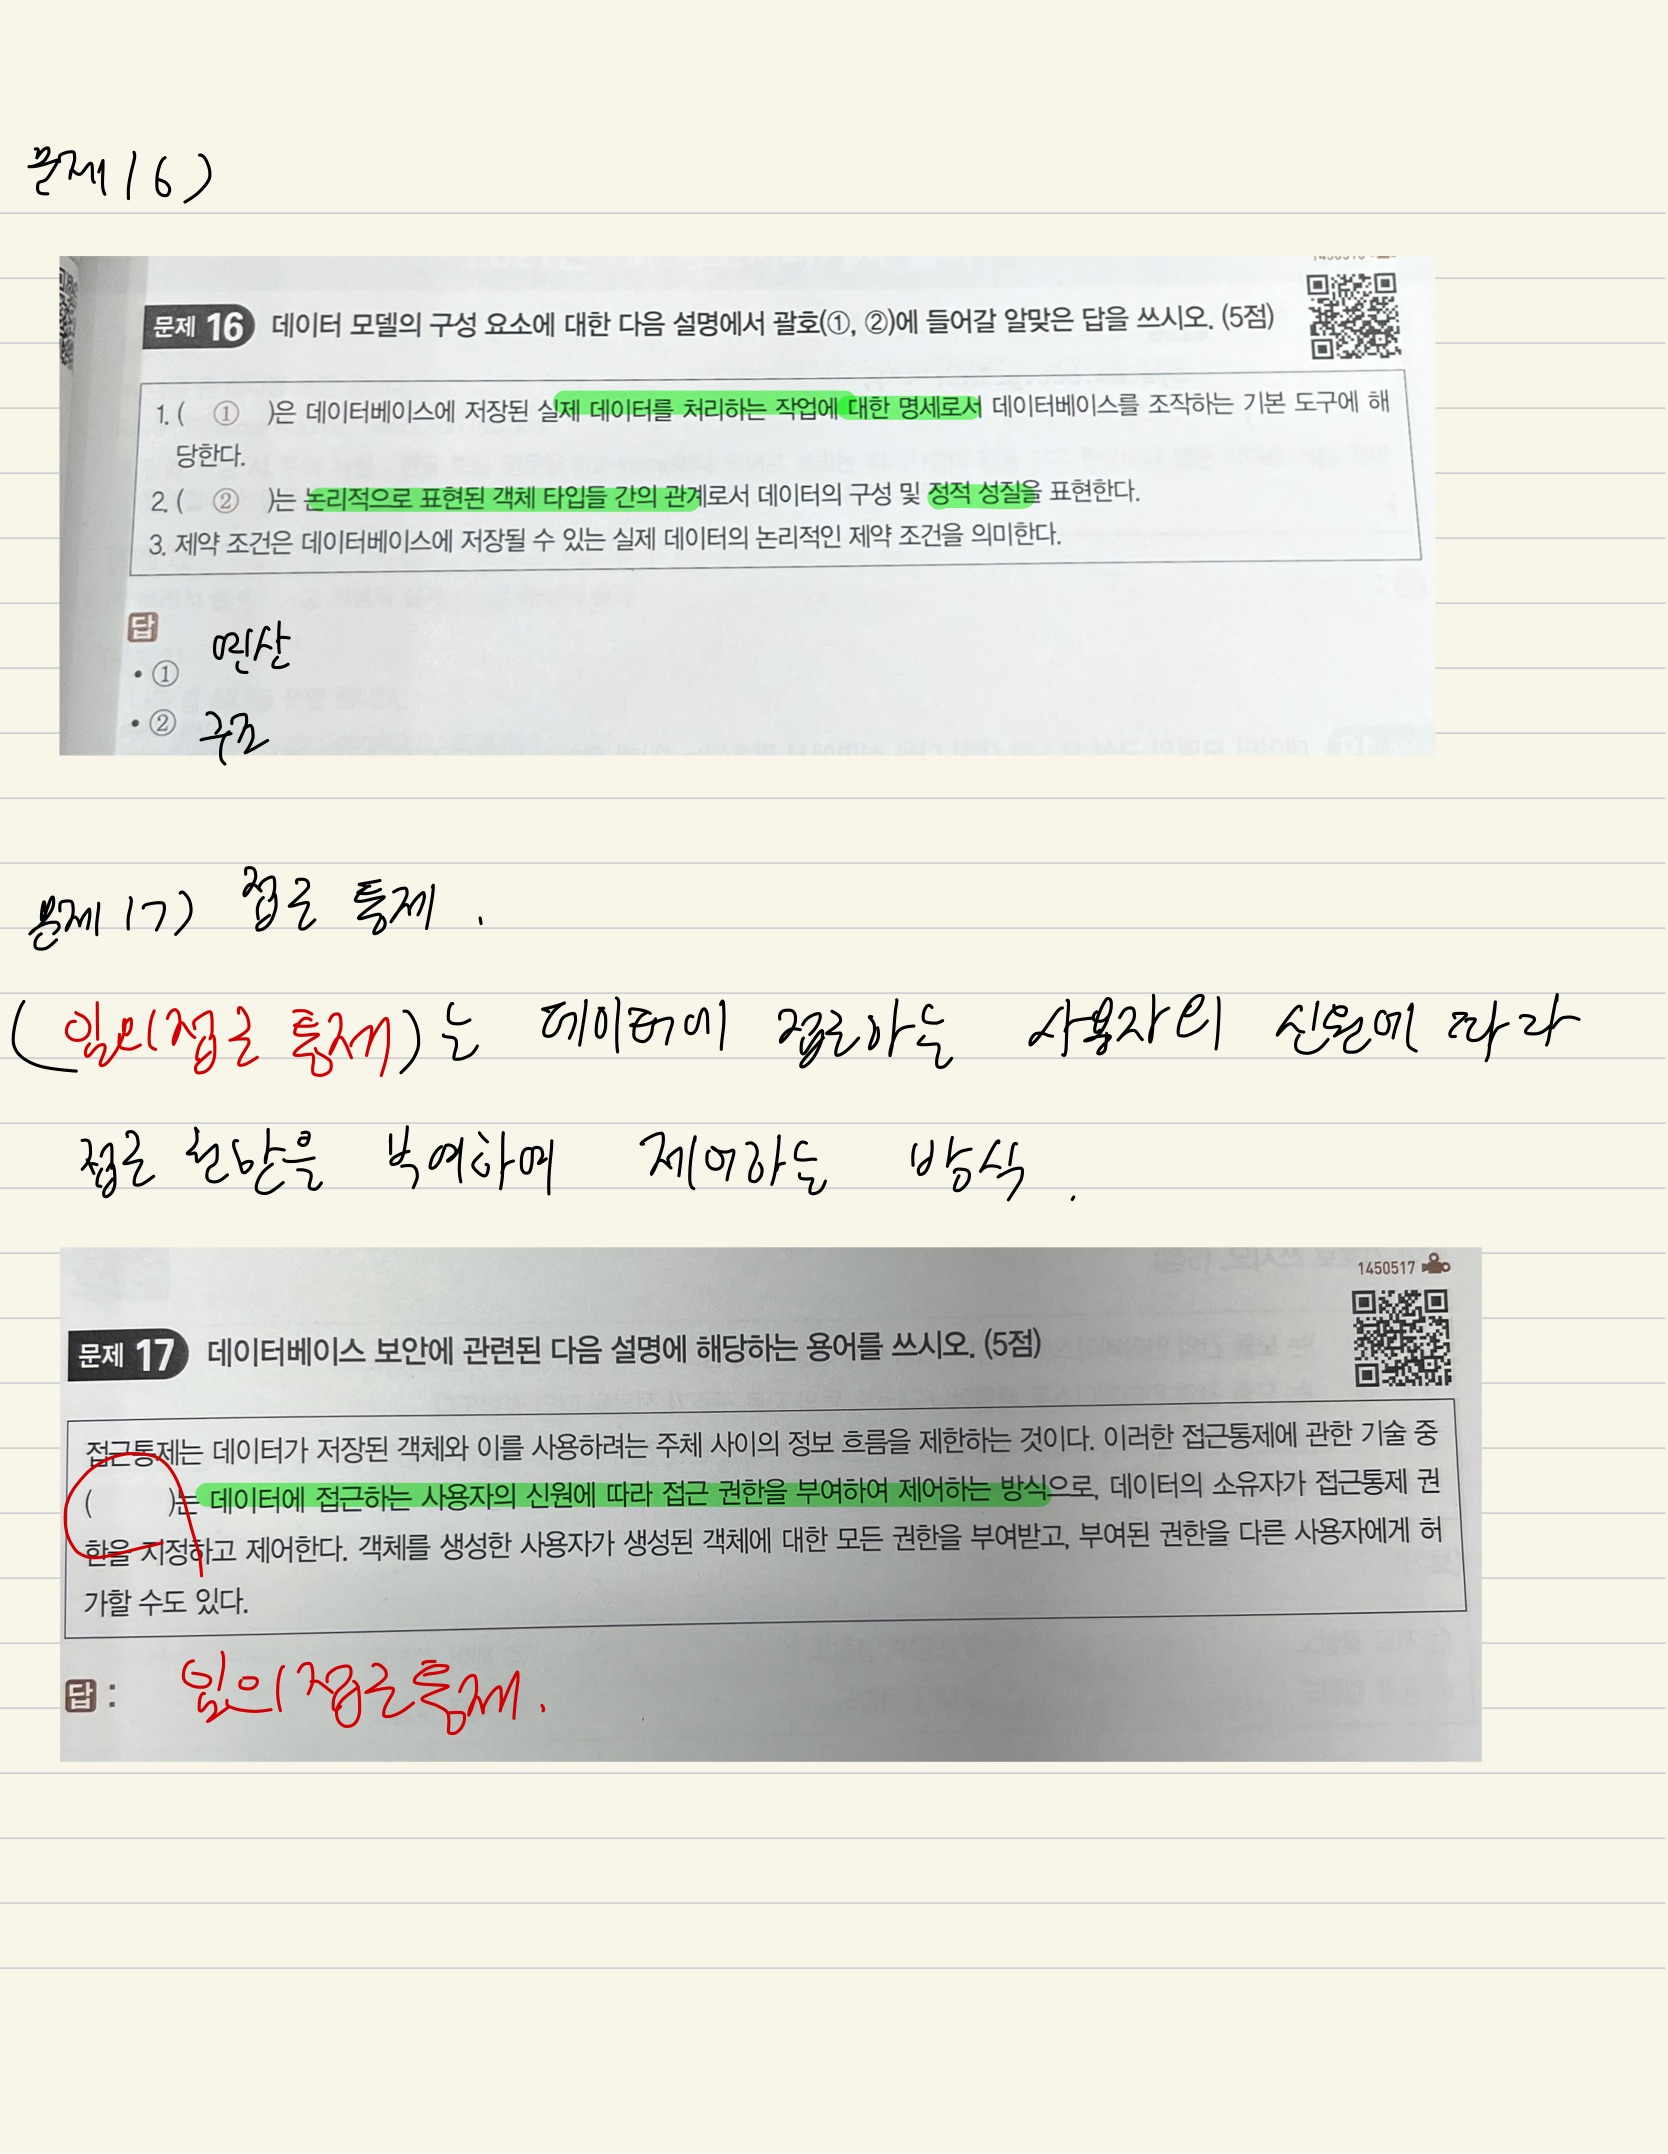 문제 16)
문제 16 데이터 모델의 구성 요소에 대한 다음 설명에서 괄호(①, ②)에 들어갈 알맞은 답을 쓰시오. (5점)
1. ( ① )은 데이터베이스에 저장된 실제 데이터를 처리하는 작업에 대한 명세로서 데이터베이스를 조작하는 기본 도구에 해
당한다.
2. ( ② )는 논리적으로 표현된 객체 타입들 간의 관계로서 데이터의 구성 및 정적 성질을 표현한다.
3. 제약 조건은 데이터베이스에 저장될 수 있는 실제 데이터의 논리적인 제약 조건을 의미한다.
답
• ① 연산
• ② 구조
문제 17) 접근 통제.
(임의접근 통제)는 데이터에 접근하는 사용자의 신원에 따라
접근 권한을 부여하여 제어하는 방식.
1450517
문제 17 데이터베이스 보안에 관련된 다음 설명에 해당하는 용어를 쓰시오. (5점)
접근통제는 데이터가 저장된 객체와 이를 사용하려는 주체 사이의 정보 흐름을 제한하는 것이다. 이러한 접근통제에 관한 기술 중
( )는 데이터에 접근하는 사용자의 신원에 따라 접근 권한을 부여하여 제어하는 방식으로, 데이터의 소유자가 접근통제 권
한을 지정하고 제어한다. 객체를 생성한 사용자가 생성된 객체에 대한 모든 권한을 부여받고, 부여된 권한을 다른 사용자에게 허
가할 수도 있다.
답 : 임의접근통제.